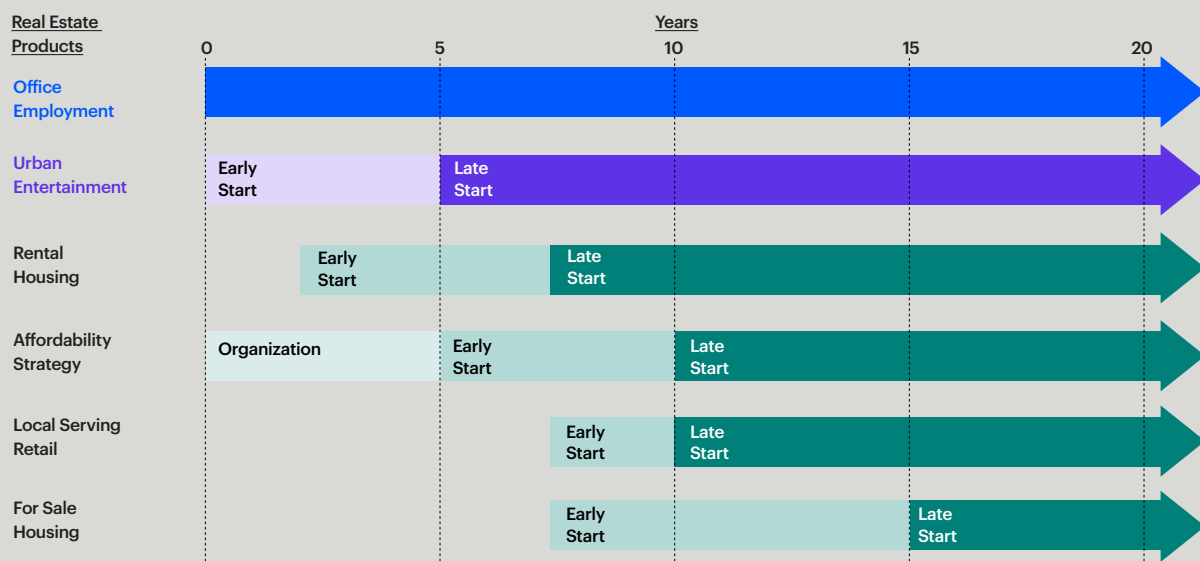 Real Estate
Products
Years
0
5
10
15
20
Office
Employment
Urban
Entertainment
Early
Start
Late
Start
Rental
Housing
Early
Start
Late
Start
Affordability
Strategy
Organization
Early
Start
Late
Start
Local Serving
Retail
Early
Start
Late
Start
For Sale
Housing
Early
Start
Late
Start